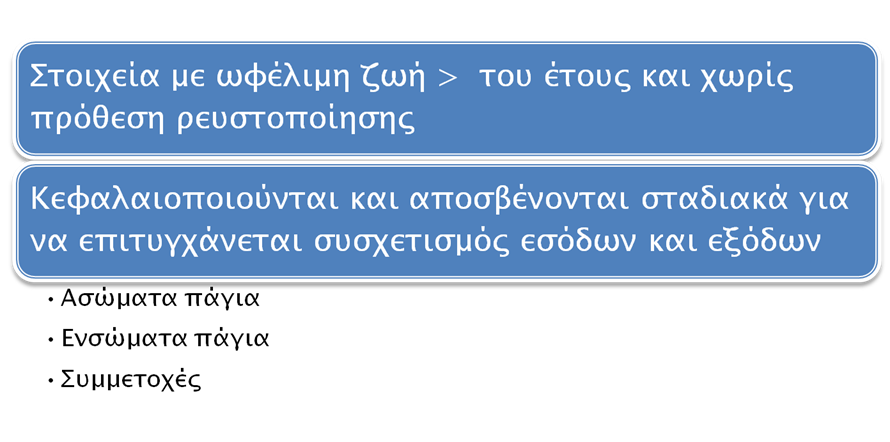 Στοιχεία με ωφέλιμη ζωή > του έτους και χωρίς
πρόθεση ρευστοποίησης
Κεφαλαιοποιούνται και αποσβένονται σταδιακά για
να επιτυγχάνεται συσχετισμός εσόδων και εξόδων
• Ασώματα πάγια
• Ενσώματα πάγια
• Συμμετοχές